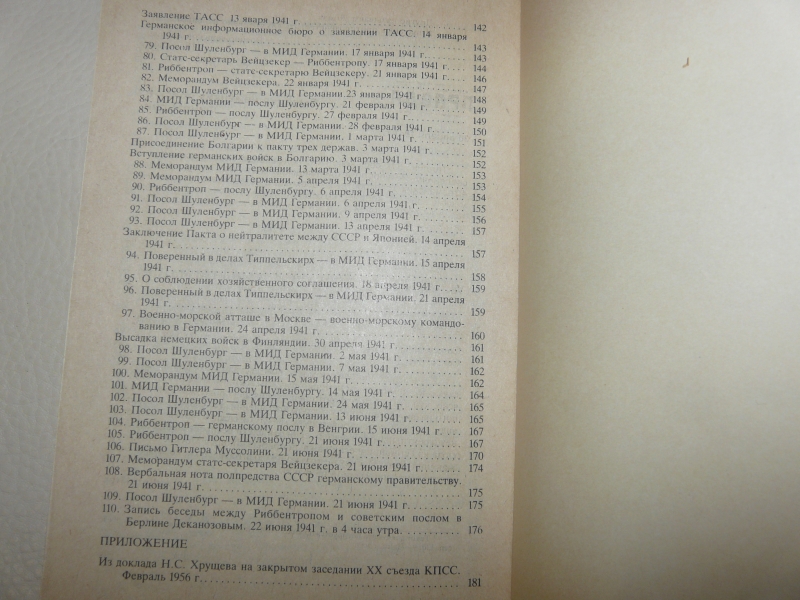 Заявление ТАСС 13 января 1941 г. 142
Германское информационное бюро о заявлении ТАСС. 14 января
1941 г. 143
79. Посол Шуленбург — в МИД Германии. 17 января 1941 г. 143
80. Статс-секретарь Вейцзекер — Риббентропу. 17 января 1941 г. 144
81. Риббентроп — статс-секретарю Вейцзекеру. 21 января 1941 г. 146
82. Меморандум Вейцзекера. 22 января 1941 г. 147
83. Посол Шуленбург — в МИД Германии.23 января 1941 г. 148
84. МИД Германии — послу Шуленбургу. 21 февраля 1941 г. 149
85. Риббентроп — послу Шуленбургу. 27 февраля 1941 г. 149
86. Посол Шуленбург — в МИД Германии. 28 февраля 1941 г. 150
87. Посол Шуленбург — в МИД Германии. 1 марта 1941 г. 151
Присоединение Болгарии к пакту трех держав. 3 марта 1941 г. 152
Вступление германских войск в Болгарию. 3 марта 1941 г. 152
88. Меморандум МИД Германии. 13 марта 1941 г. 153
89. Меморандум МИД Германии. 5 апреля 1941 г. 153
90. Риббентроп — послу Шуленбургу. 6 апреля 1941 г. 154
91. Посол Шуленбург — в МИД Германии. 6 апреля 1941 г. 155
92. Посол Шуленбург — в МИД Германии. 9 апреля 1941 г. 156
93. Посол Шуленбург — в МИД Германии. 13 апреля 1941 г. 157
Заключение Пакта о нейтралитете между СССР и Японией. 14 апреля
1941 г. 157
94. Поверенный в делах Типпельскирх — в МИД Германии. 15 апреля
1941 г. 158
95. О соблюдении хозяйственного соглашения. 18 апреля 1941 г. 159
96. Поверенный в делах Типпельскирх — в МИД Германии. 21 апреля
1941 г. 159
97. Военно-морской атташе в Москве — военно-морскому командо-
ванию в Германии. 24 апреля 1941 г. 160
Высадка немецких войск в Финляндии. 30 апреля 1941 г. 161
98. Посол Шуленбург — в МИД Германии. 2 мая 1941 г. 161
99. Посол Шуленбург — в МИД Германии. 7 мая 1941 г. 162
100. Меморандум МИД Германии. 15 мая 1941 г. 162
101. МИД Германии — послу Шуленбургу. 14 мая 1941 г. 164
102. Посол Шуленбург — в МИД Германии. 24 мая 1941 г. 165
103. Посол Шуленбург — в МИД Германии. 13 июня 1941 г. 165
104. Риббентроп — германскому послу в Венгрии. 15 июня 1941 г. 167
105. Риббентроп — послу Шуленбургу. 21 июня 1941 г. 167
106. Письмо Гитлера Муссолини. 21 июня 1941 г. 170
107. Меморандум статс-секретаря Вейцзекера. 21 июня 1941 г. 174
108. Вербальная нота полпредства СССР германскому правительству.
21 июня 1941 г. 175
109. Посол Шуленбург — в МИД Германии. 21 июня 1941 г. 175
110. Запись беседы между Риббентропом и советским послом в
Берлине Деканозовым. 22 июня 1941 г. в 4 часа утра. 176
ПРИЛОЖЕНИЕ
Из доклада Н.С. Хрущева на закрытом заседании XX съезда КПСС.
Февраль 1956 г. 181